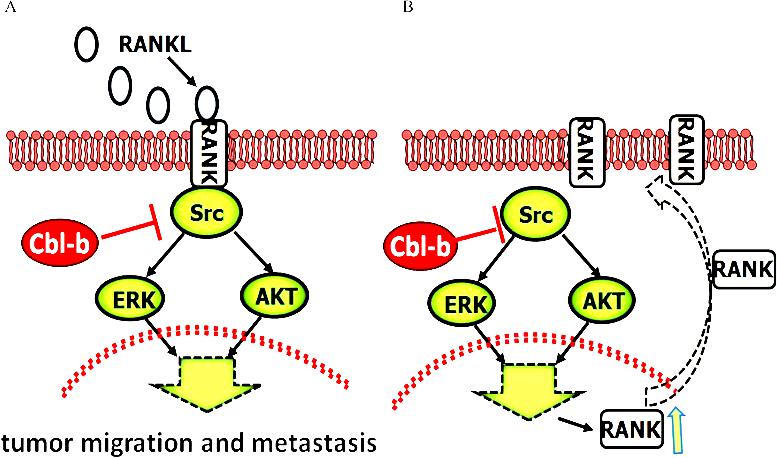 A
RANKL
RANK
Src
Cbl-b
ERK
AKT
tumor migration and metastasis
B
RANK
RANK
Src
Cbl-b
RANK
ERK
AKT
RANK